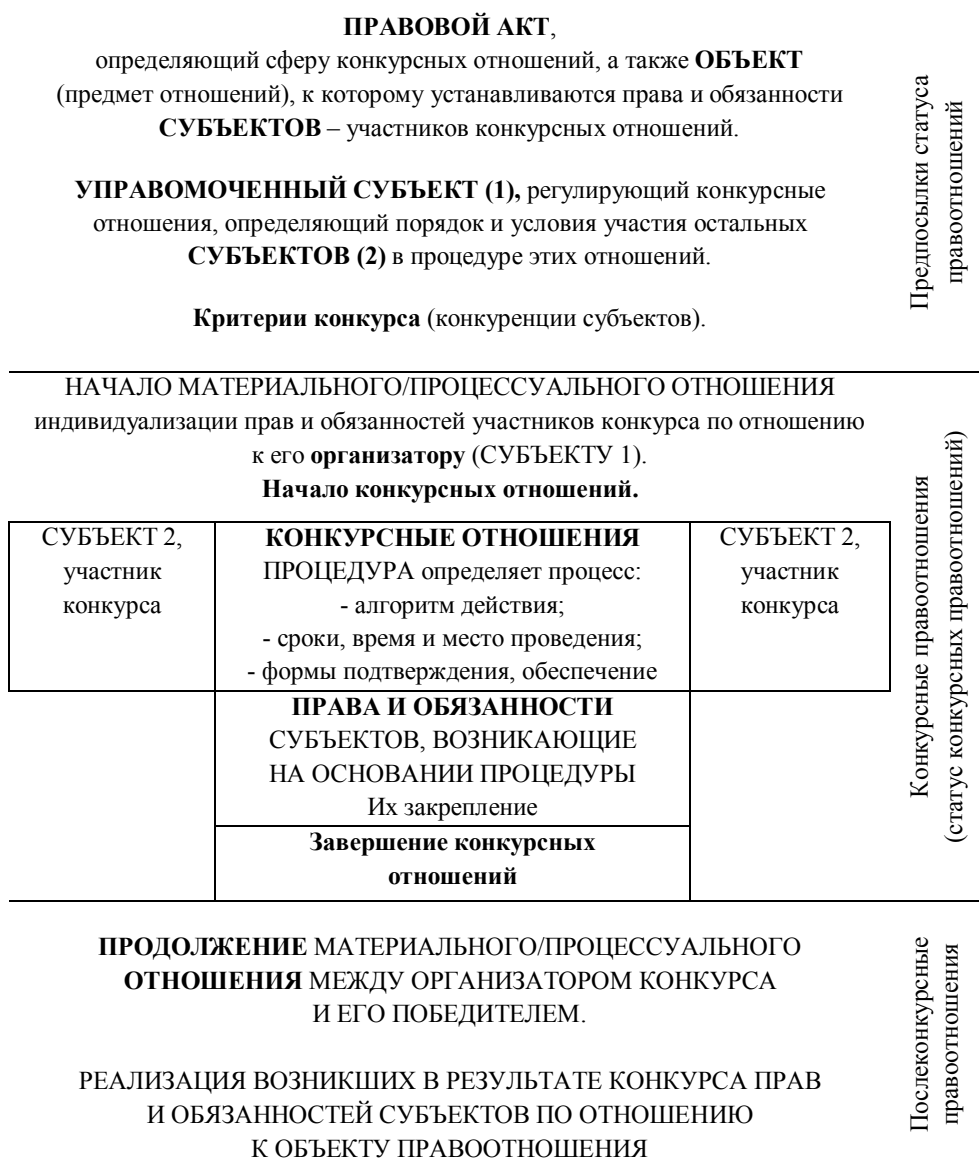 ПРАВОВОЙ АКТ,
определяющий сферу конкурсных отношений, а также ОБЪЕКТ
(предмет отношений), к которому устанавливаются права и обязанности
СУБЪЕКТОВ – участников конкурсных отношений.
УПРАВОМОЧЕННЫЙ СУБЪЕКТ (1), регулирующий конкурсные
отношения, определяющий порядок и условия участия остальных
СУБЪЕКТОВ (2) в процедуре этих отношений.
Критерии конкурса (конкуренции субъектов).
Предпосылки статуса
правоотношений
НАЧАЛО МАТЕРИАЛЬНОГО/ПРОЦЕССУАЛЬНОГО ОТНОШЕНИЯ
индивидуализации прав и обязанностей участников конкурса по отношению
к его организатору (СУБЪЕКТУ 1).
Начало конкурсных отношений.
СУБЪЕКТ 2,
участник
конкурса
КОНКУРСНЫЕ ОТНОШЕНИЯ
ПРОЦЕДУРА определяет процесс:
- алгоритм действия;
- сроки, время и место проведения;
- формы подтверждения, обеспечение
СУБЪЕКТ 2,
участник
конкурса
ПРАВА И ОБЯЗАННОСТИ
СУБЪЕКТОВ, ВОЗНИКАЮЩИЕ
НА ОСНОВАНИИ ПРОЦЕДУРЫ
Их закрепление
Завершение конкурсных
отношений
Конкурсные правоотношения
(статус конкурсных правоотношений)
ПРОДОЛЖЕНИЕ МАТЕРИАЛЬНОГО/ПРОЦЕССУАЛЬНОГО
ОТНОШЕНИЯ МЕЖДУ ОРГАНИЗАТОРОМ КОНКУРСА
И ЕГО ПОБЕДИТЕЛЕМ.
РЕАЛИЗАЦИЯ ВОЗНИКШИХ В РЕЗУЛЬТАТЕ КОНКУРСА ПРАВ
И ОБЯЗАННОСТЕЙ СУБЪЕКТОВ ПО ОТНОШЕНИЮ
К ОБЪЕКТУ ПРАВООТНОШЕНИЯ
Послеконкурсные
правоотношения